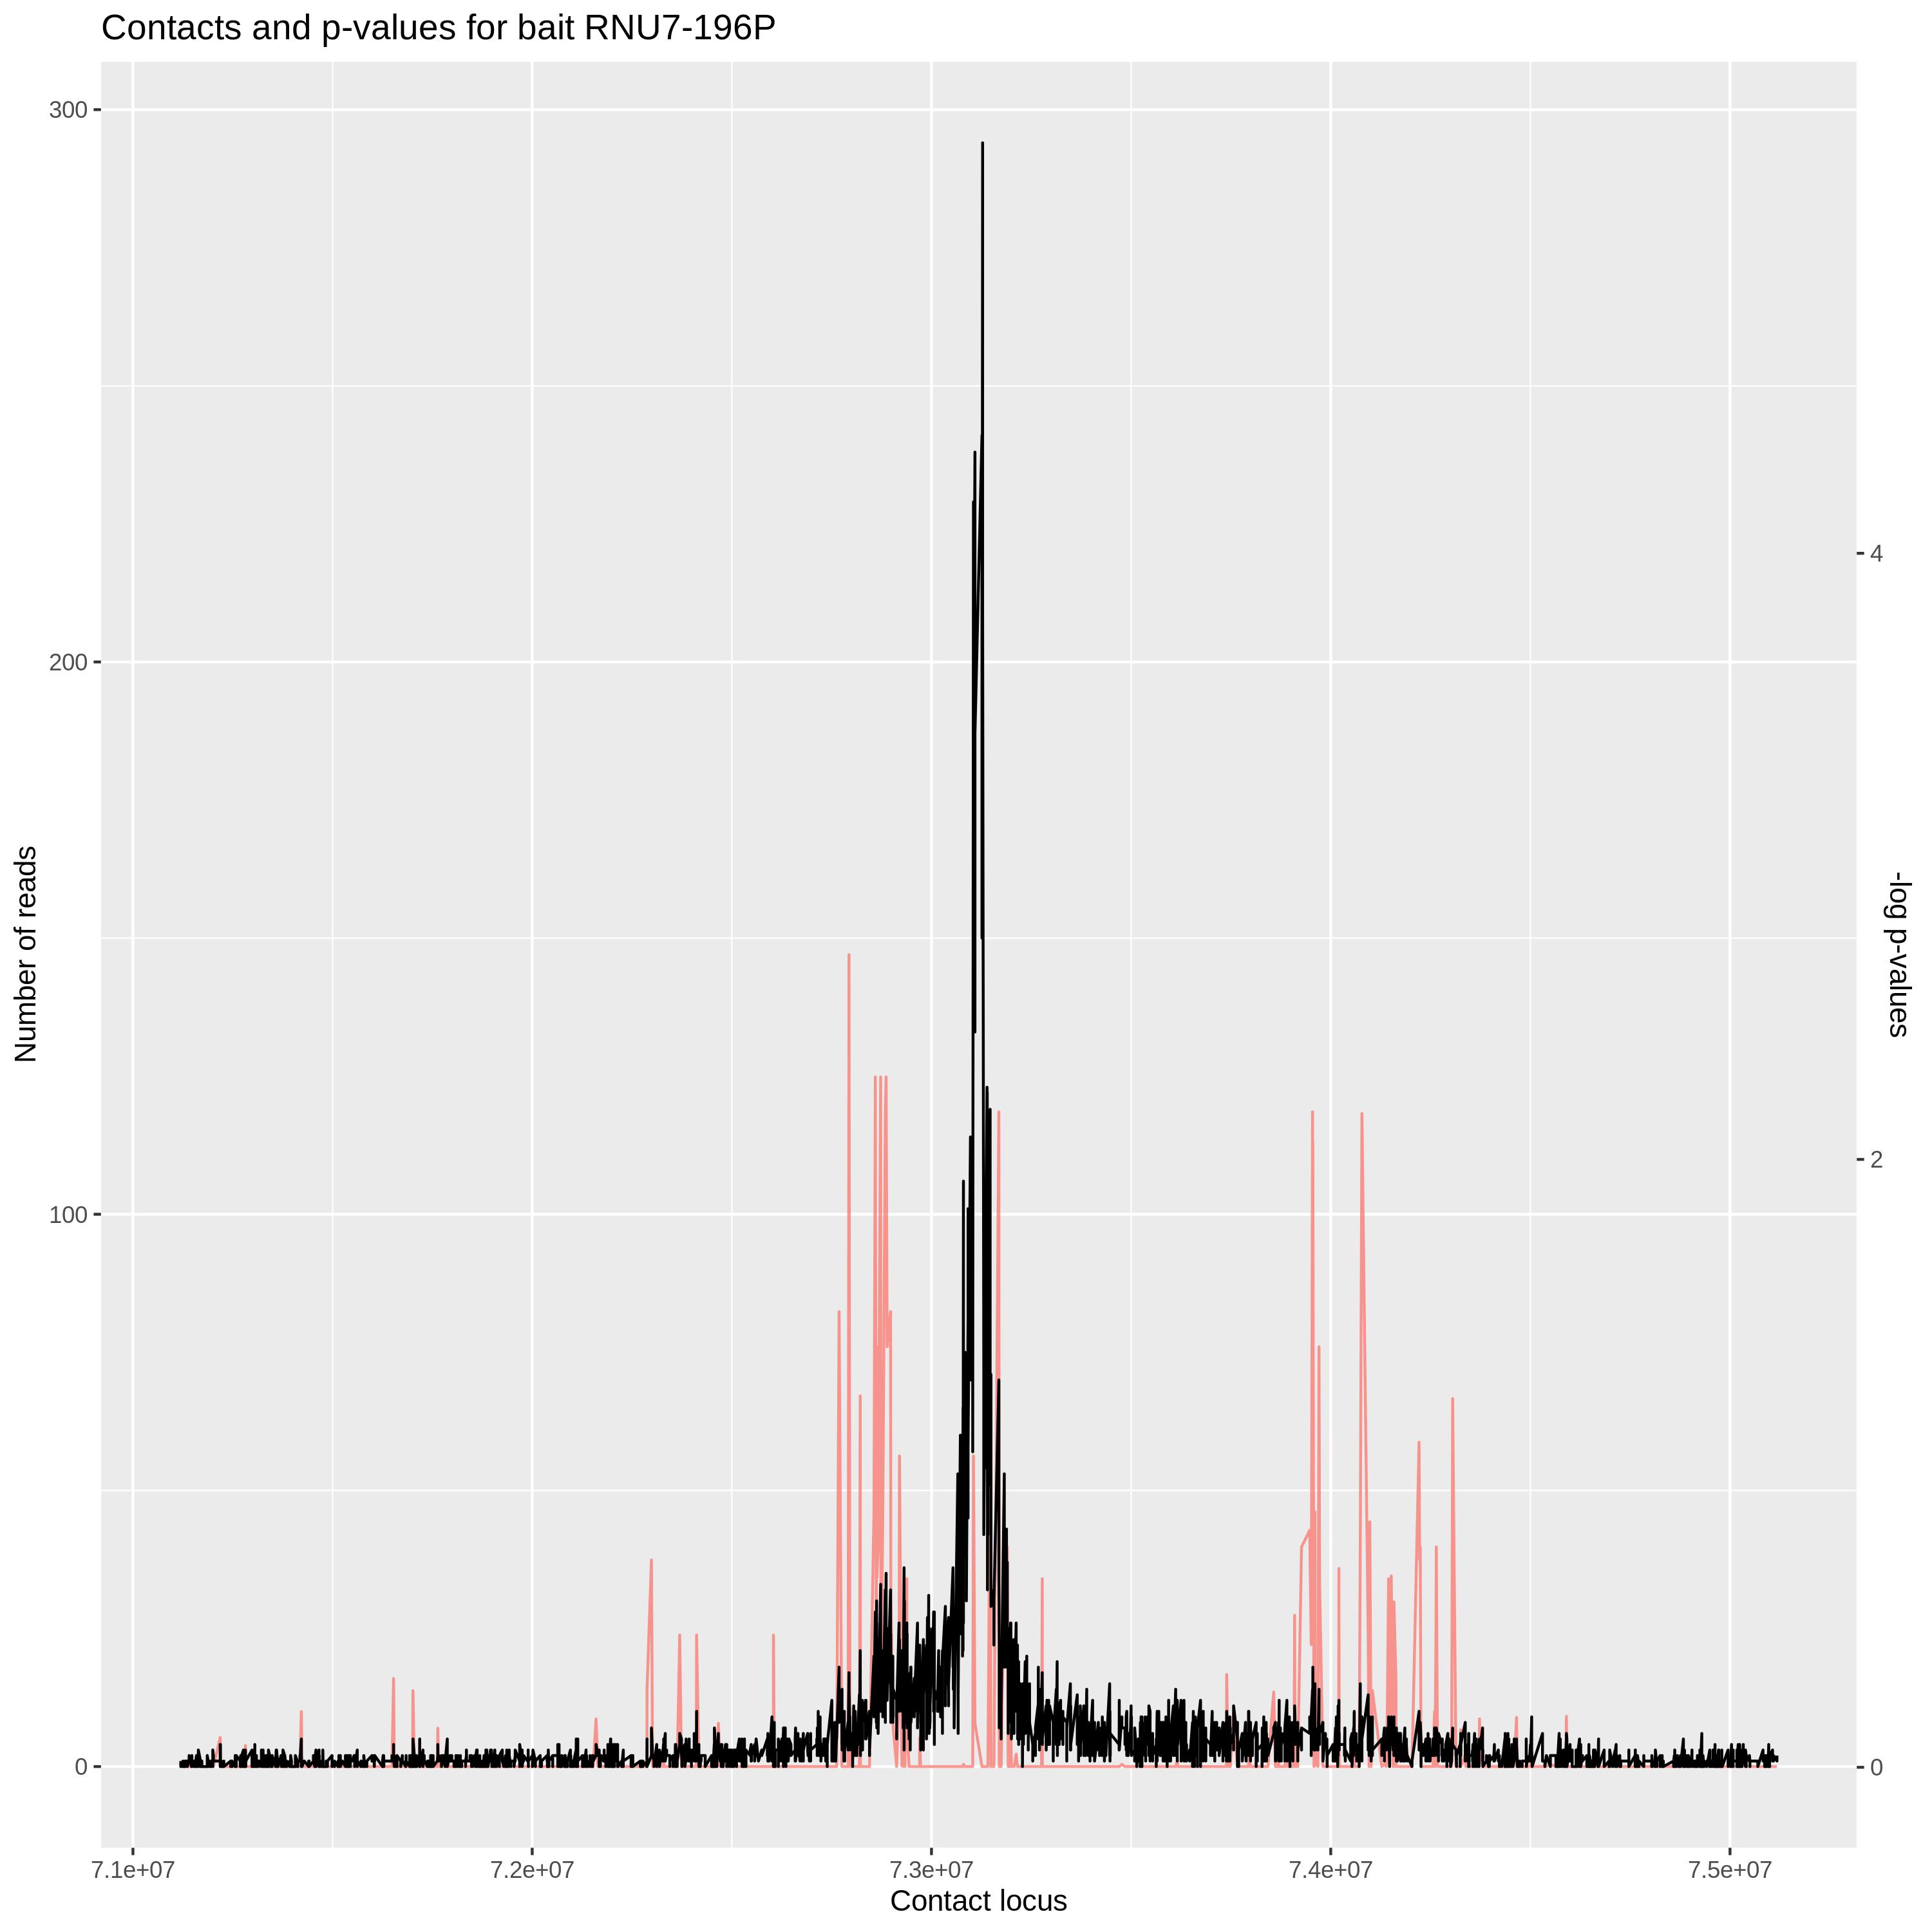 Contacts and p-values for bait RNU7-196P
300
200
100
0
Number of reads
4
2
0
-log p-values
7.1e+07
7.2e+07
7.3e+07
7.4e+07
7.5e+07
Contact locus